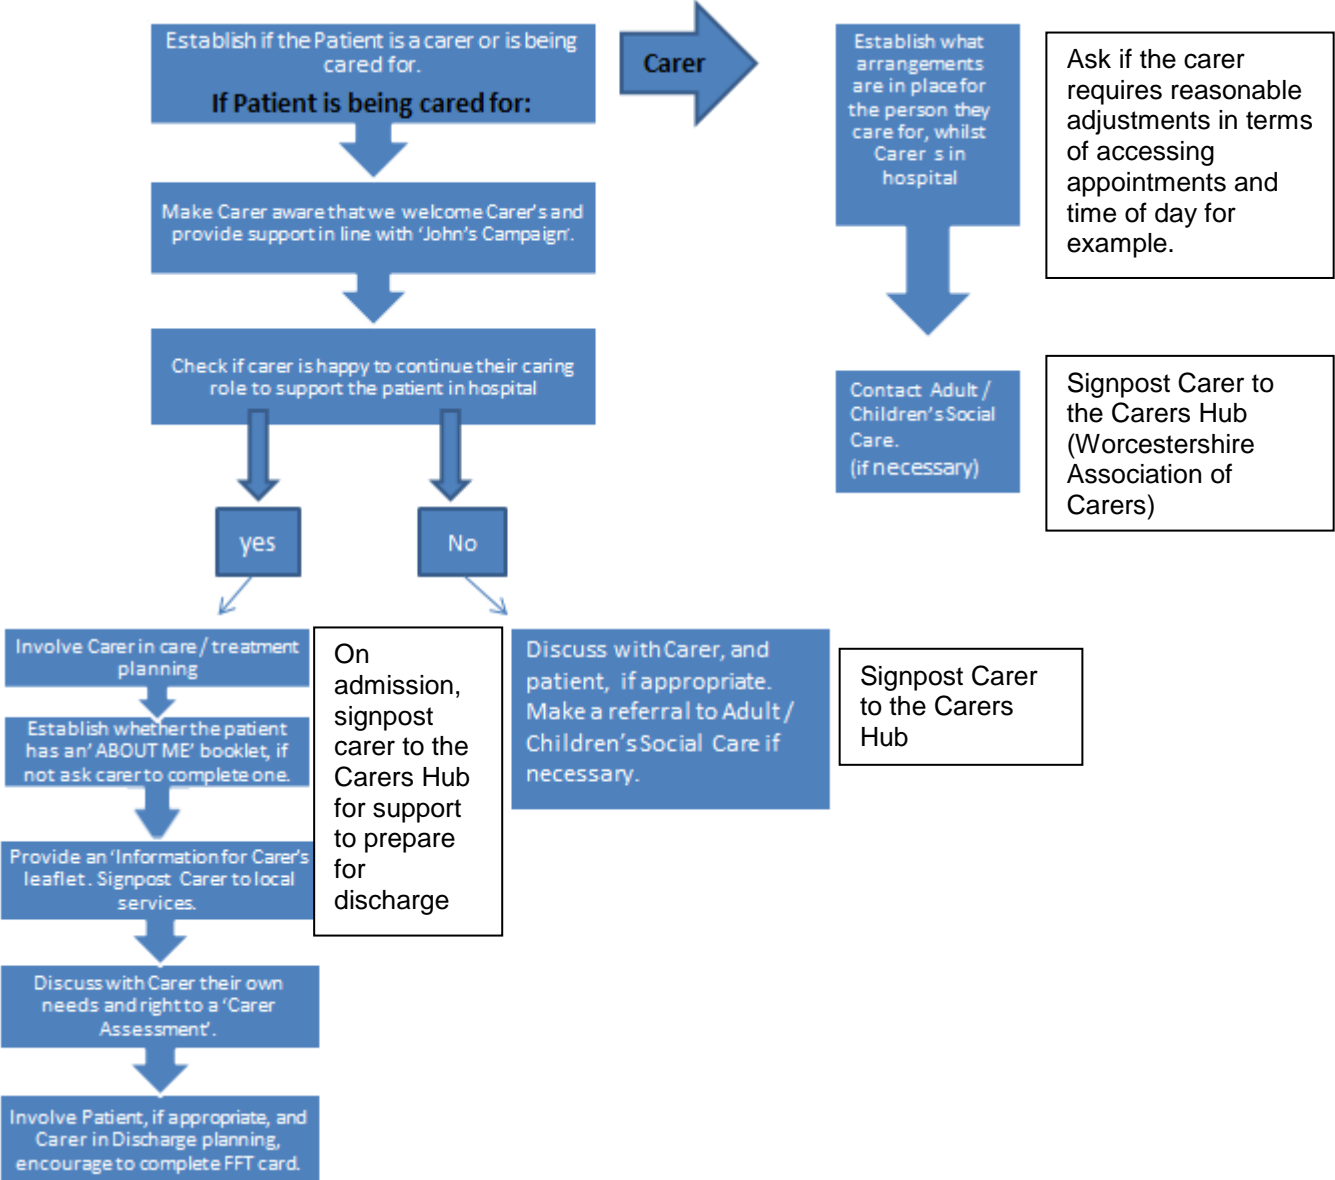 Establish if the Patient is a carer or is being
cared for.
If Patient is being cared for:
Carer
Establish what
arrangements
are in place for
the person they
care for, whilst
Carer s in
hospital
Ask if the carer
requires reasonable
adjustments in terms
of accessing
appointments and
time of day for
example.
Make Carer aware that we welcome Carer's and
provide support in line with 'John's Campaign'.
Check if carer is happy to continue their caring
role to support the patient in hospital
Contact Adult /
Children's Social
Care.
(if necessary)
Signpost Carer to
the Carers Hub
(Worcestershire
Association of
Carers)
yes
No
Involve Carer in care / treatment
planning
Establish whether the patient
has an' ABOUT ME' booklet, if
not ask carer to complete one.
Provide an 'Information for Carer's
leaflet. Signpost Carer to local
services.
Discuss with Carer their own
needs and right to a 'Carer
Assessment'.
Involve Patient, if appropriate, and
Carer in Discharge planning,
encourage to complete FFT card.
On
admission,
signpost
carer to the
Carers Hub
for support
to prepare
for
discharge
Discuss with Carer, and
patient, if appropriate.
Make a referral to Adult /
Children's Social Care if
necessary.
Signpost Carer
to the Carers
Hub